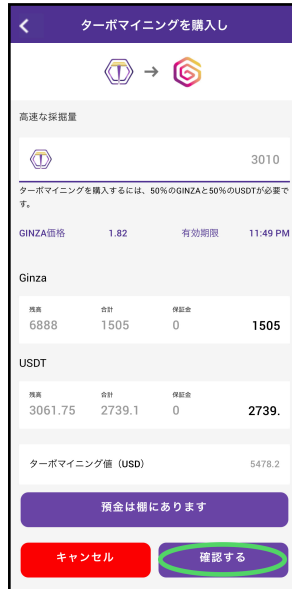 ターボマイニングを購入し
高速な採掘量
3010
ターボマイニングを購入するには、50%のGINZAと50%のUSDTが必要で
す。
GINZA価格 1.82 有効期限 11:49 PM
Ginza
残高 合計 保証金
6888 1505 0 1505
USDT
残高 合計 保証金
3061.75 2739.1 0 2739.
ターボマイニング値（USD） 5478.2
預金は棚にあります
キャンセル 確認する